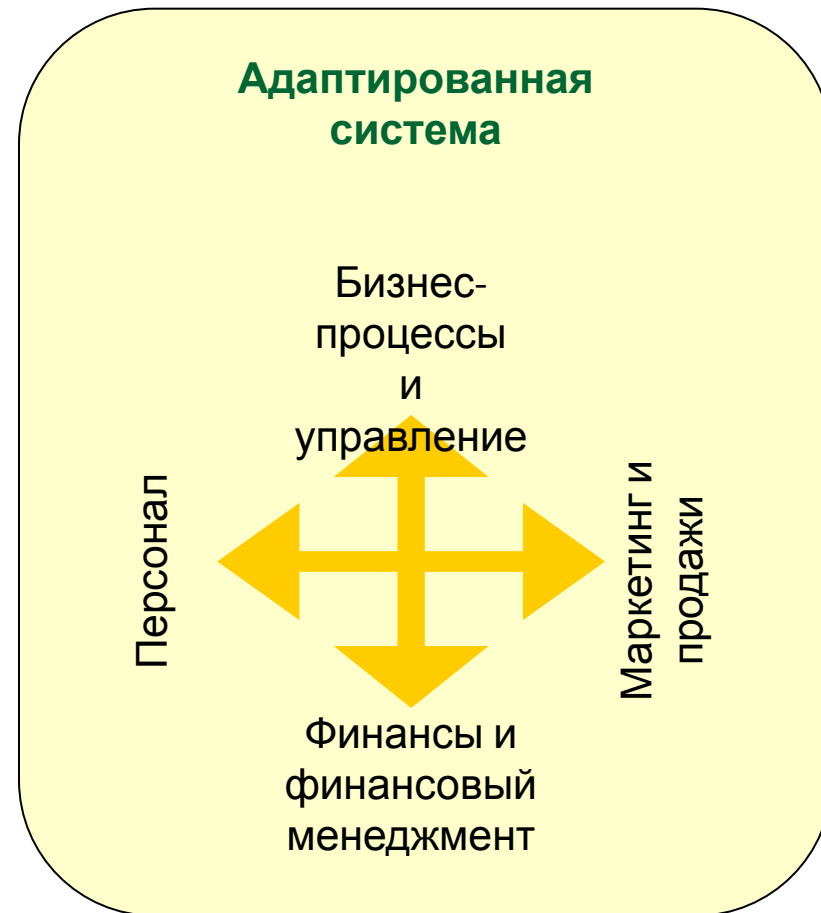 Адаптированная
система
Бизнес-
процессы
и
управление
Персонал
Маркетинг и
продажи
Финансы и
финансовый
менеджмент